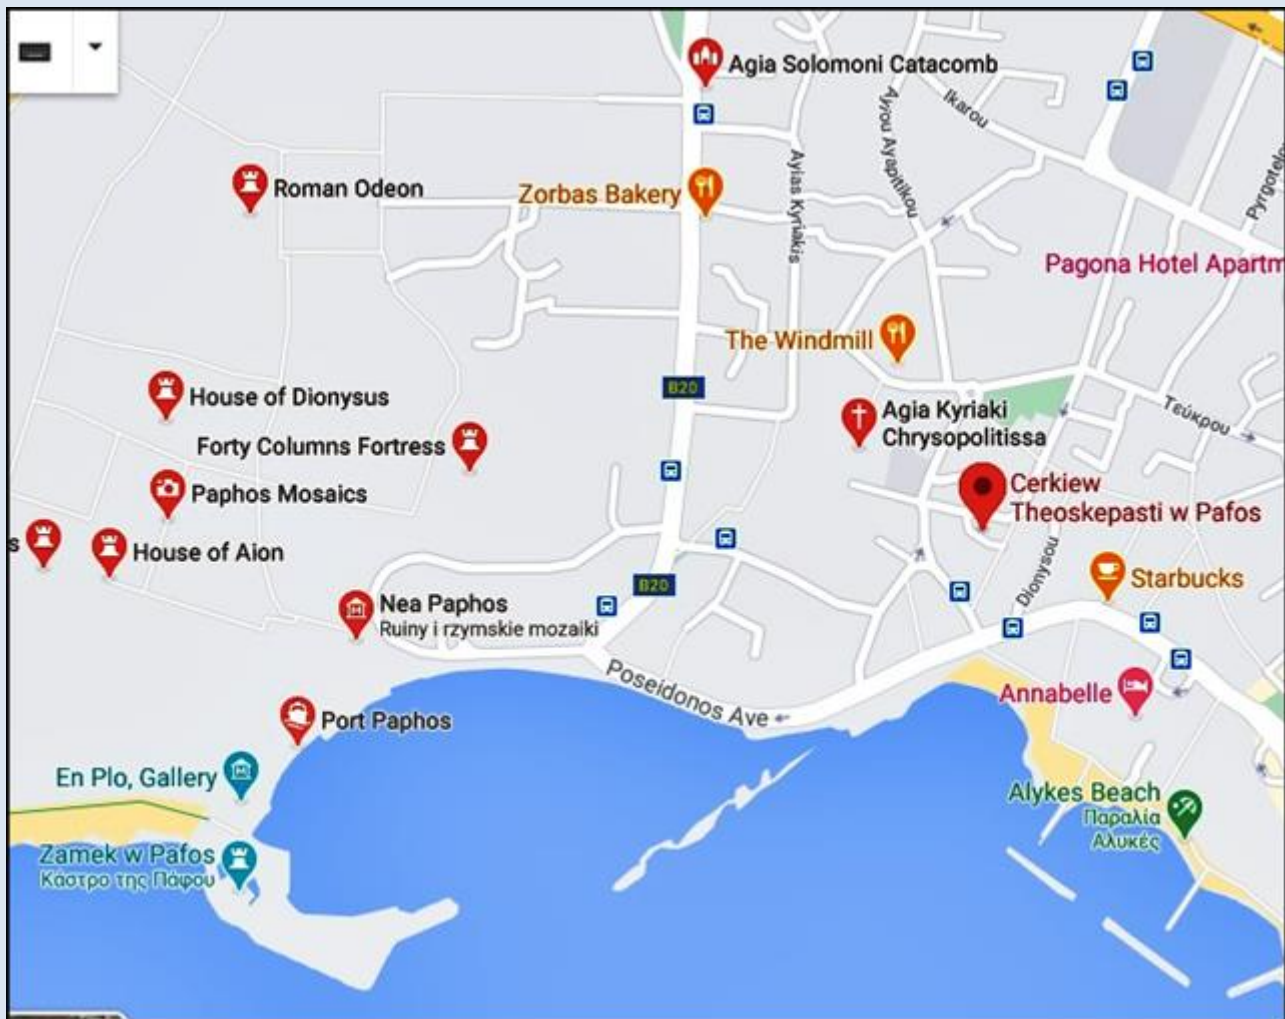 Agia Solomoni Catacomb
Ikarou
Ayiou Ayapitikou
Roman Odeon
Zorbas Bakery
Ayias Kyriakis
Pagona Hotel Apartm
The Windmill
B20
House of Dionysus
Τεύκρου
Agia Kyriaki
Chrysopolitissa
Forty Columns Fortress
Cerkiew
Theoskepasti w Pafos
Paphos Mosaics
s
House of Aion
Dionysou
Starbucks
B20
Nea Paphos
Ruiny i rzymskie mozaiki
Poseidonos Ave
Annabelle
Port Paphos
En Plo, Gallery
Alykes Beach
Παραλία
Αλυκές
Zamek w Pafos
Κάστρο της Πάφου